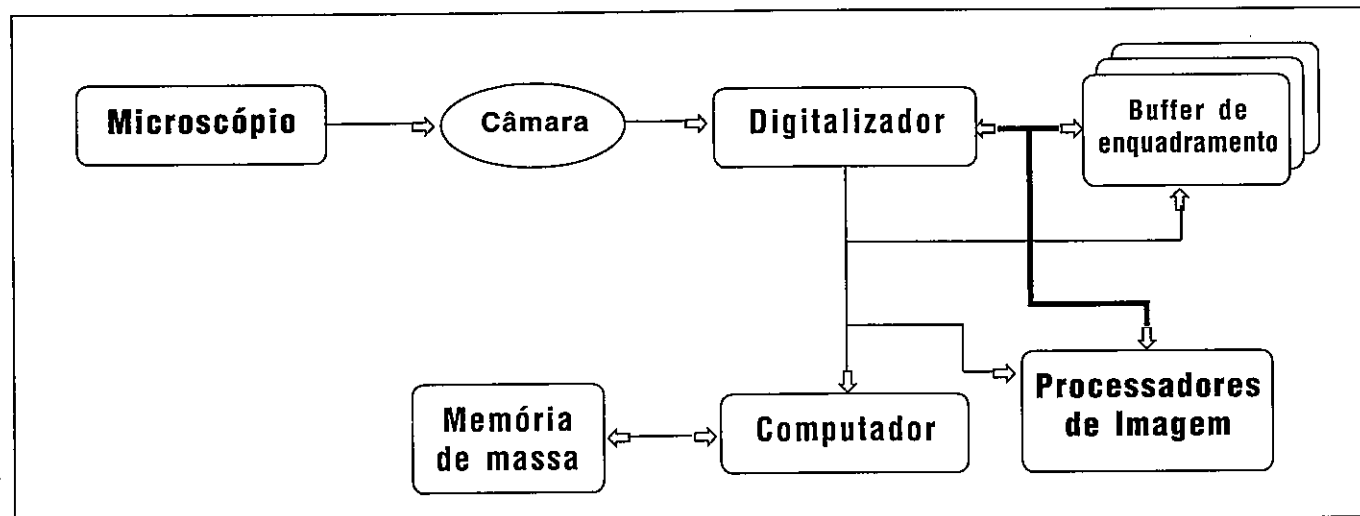 Microscópio
Câmara
Digitalizador
Buffer de
enquadramento
Memória
de massa
Computador
Processadores
de Imagem